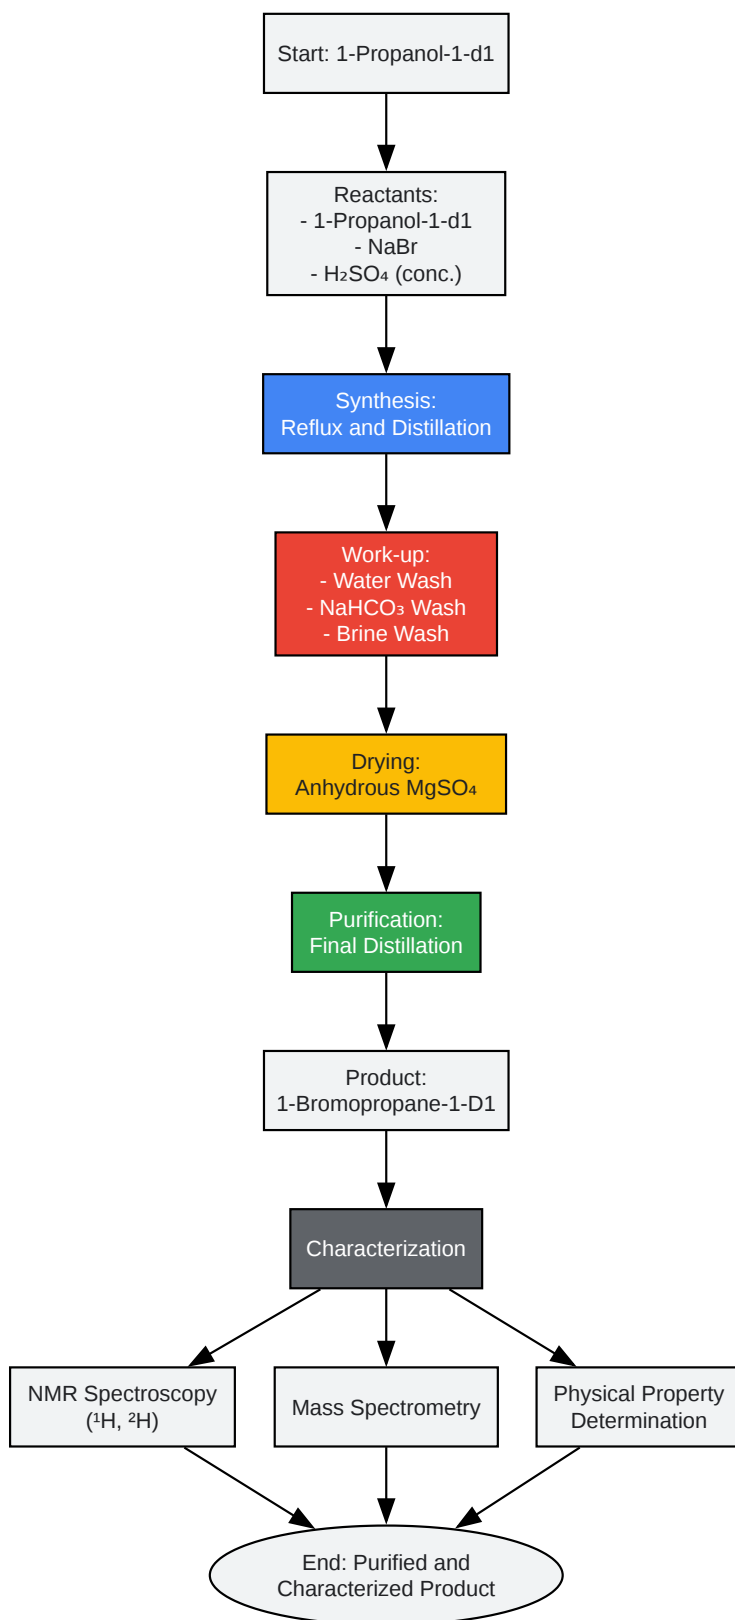 Start: 1-Propanol-1-d1
Reactants:
- 1-Propanol-1-d1
- NaBr
- H₂SO₄ (conc.)
Synthesis:
Reflux and Distillation
Work-up:
- Water Wash
- NaHCO₃ Wash
- Brine Wash
Drying:
Anhydrous MgSO₄
Purification:
Final Distillation
Product:
1-Bromopropane-1-D1
Characterization
NMR Spectroscopy
(¹H, ²H)
Mass Spectrometry
Physical Property
Determination
End: Purified and
Characterized Product